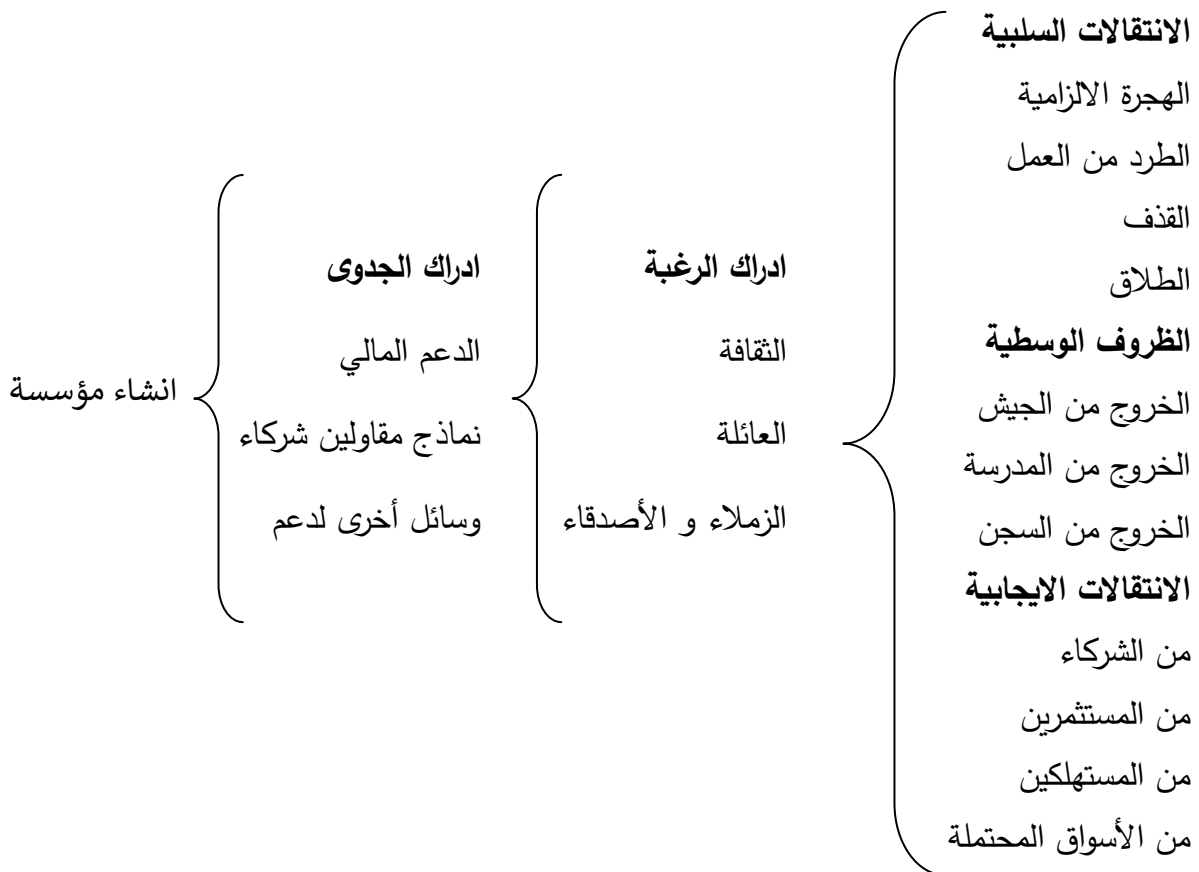 الانتقالات السلبية
الهجرة الالزامية
الطرد من العمل
القذف
الطلاق
الظروف الوسطية
الخروج من الجيش
الخروج من المدرسة
الخروج من السجن
الانتقالات الايجابية
من الشركاء
من المستثمرين
من المستهلكين
من الأسواق المحتملة
ادراك الرغبة
الثقافة
العائلة
الزملاء و الأصدقاء
ادراك الجدوى
الدعم المالي
نماذج مقاولين شركاء
وسائل أخرى لدعم
انشاء مؤسسة